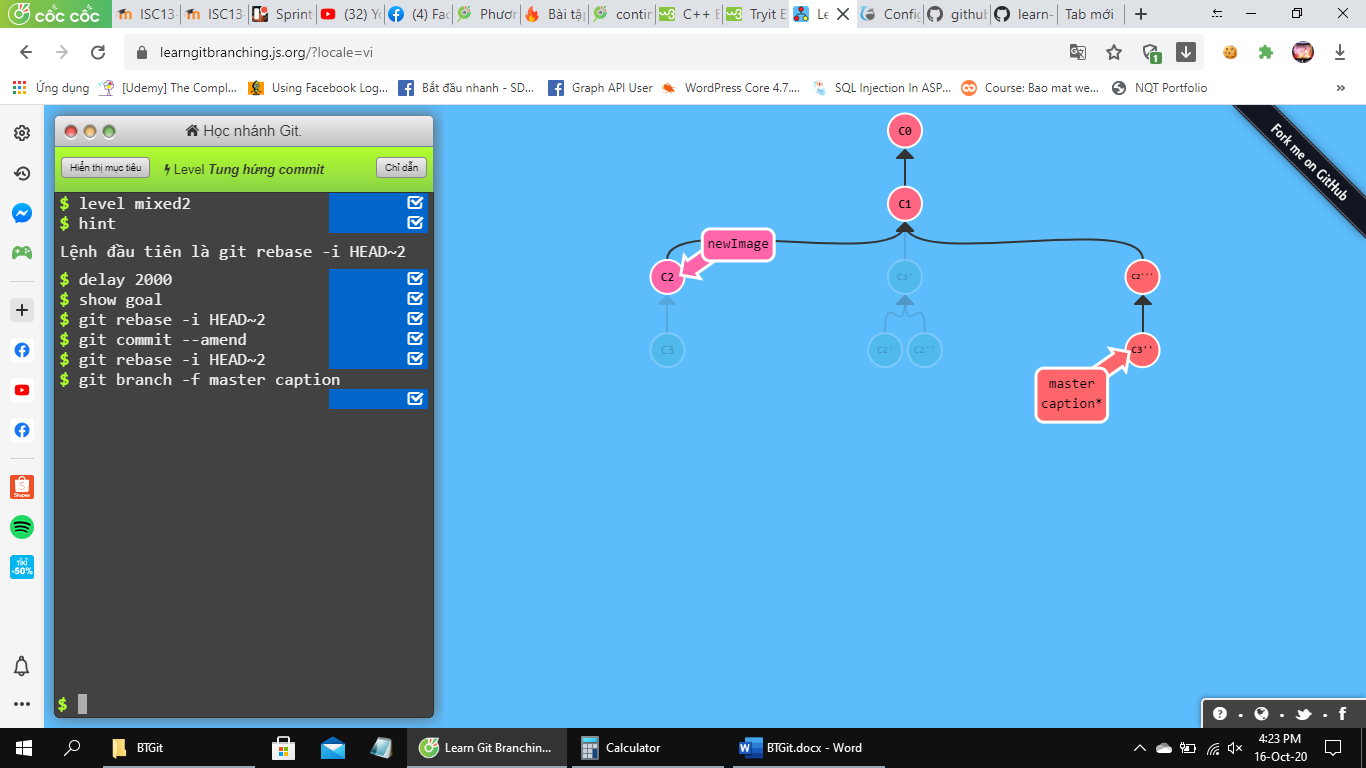 cốc cốc
ISC13
ISC13
Sprint
(32) Yo
(4) Fac
Phươn
Bài tập
contin
C++ E
Tryit E
Le
Config
github
learn-
Tab mới
learngitbranching.js.org/?locale=vi
1
Ứng dụng
[Udemy] The Compl...
Using Facebook Log...
Bắt đầu nhanh - SD...
Graph API User
WordPress Core 4.7....
SQL Injection In ASP...
Course: Bao mat we...
NQT Portfolio
»
Học nhánh Git.
Hiển thị mục tiêu
Level Tung hứng commit
Chỉ dẫn
$ level mixed2
$ hint
Lệnh đầu tiên là git rebase -i HEAD~2
$ delay 2000
$ show goal
$ git rebase -i HEAD~2
$ git commit --amend
$ git rebase -i HEAD~2
$ git branch -f master caption
$
C0
C1
newImage
C2
C3'
C2'''
C3
C2'
C2''
C3''
master
caption*
Fork me on GitHub
Shopee
TIKI
-50%
BTGit
Learn Git Branchin...
Calculator
BTGit.docx - Word
4:23 PM
16-Oct-20